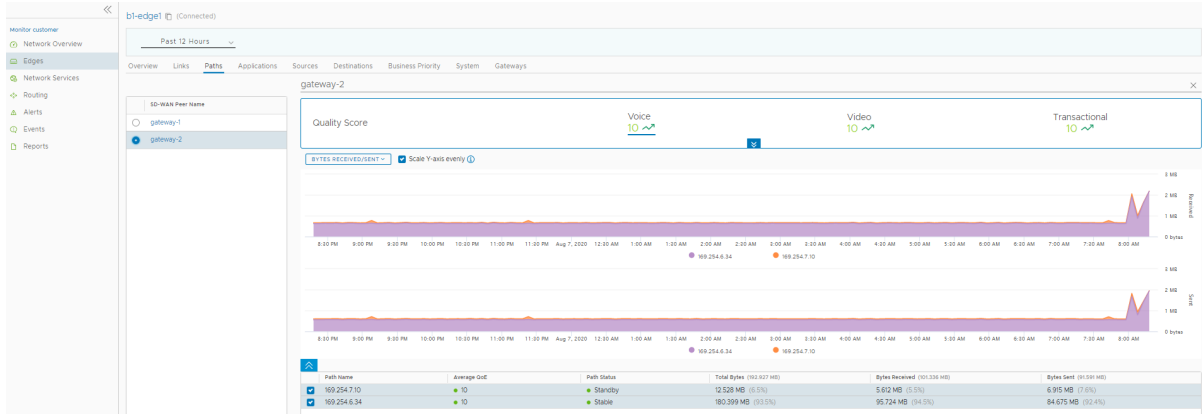 b1-edge1 (Connected)
Monitor customer
Network Overview
Edges
Network Services
Routing
Alerts
Events
Reports
Past 12 Hours
Overview Links Paths Applications Sources Destinations Business Priority System Gateways
gateway-2
SD-WAN Peer Name
gateway-1
gateway-2
Quality Score
Voice
10
Video
10
Transactional
10
BYTES RECEIVED/SENT
Scale Y-axis evenly
3 MB
2 MB
1 MB
0 bytes
Received
8:30 PM 9:00 PM 9:30 PM 10:00 PM 10:30 PM 11:00 PM 11:30 PM Aug 7, 2020 12:30 AM 1:00 AM 1:30 AM 2:00 AM 2:30 AM 3:00 AM 3:30 AM 4:00 AM 4:30 AM 5:00 AM 5:30 AM 6:00 AM 6:30 AM 7:00 AM 7:30 AM 8:00 AM
169.254.6.34 169.254.7.10
3 MB
2 MB
1 MB
0 bytes
Sent
8:30 PM 9:00 PM 9:30 PM 10:00 PM 10:30 PM 11:00 PM 11:30 PM Aug 7, 2020 12:30 AM 1:00 AM 1:30 AM 2:00 AM 2:30 AM 3:00 AM 3:30 AM 4:00 AM 4:30 AM 5:00 AM 5:30 AM 6:00 AM 6:30 AM 7:00 AM 7:30 AM 8:00 AM
169.254.6.34 169.254.7.10
Path Name Average QoE Path Status Total Bytes (192.927 MB) Bytes Received (101.336 MB) Bytes Sent (91.591 MB)
169.254.7.10 10 Standby 12.528 MB (6.5%) 5.612 MB (5.5%) 6.915 MB (7.6%)
169.254.6.34 10 Stable 180.399 MB (93.5%) 95.724 MB (94.5%) 84.675 MB (92.4%)